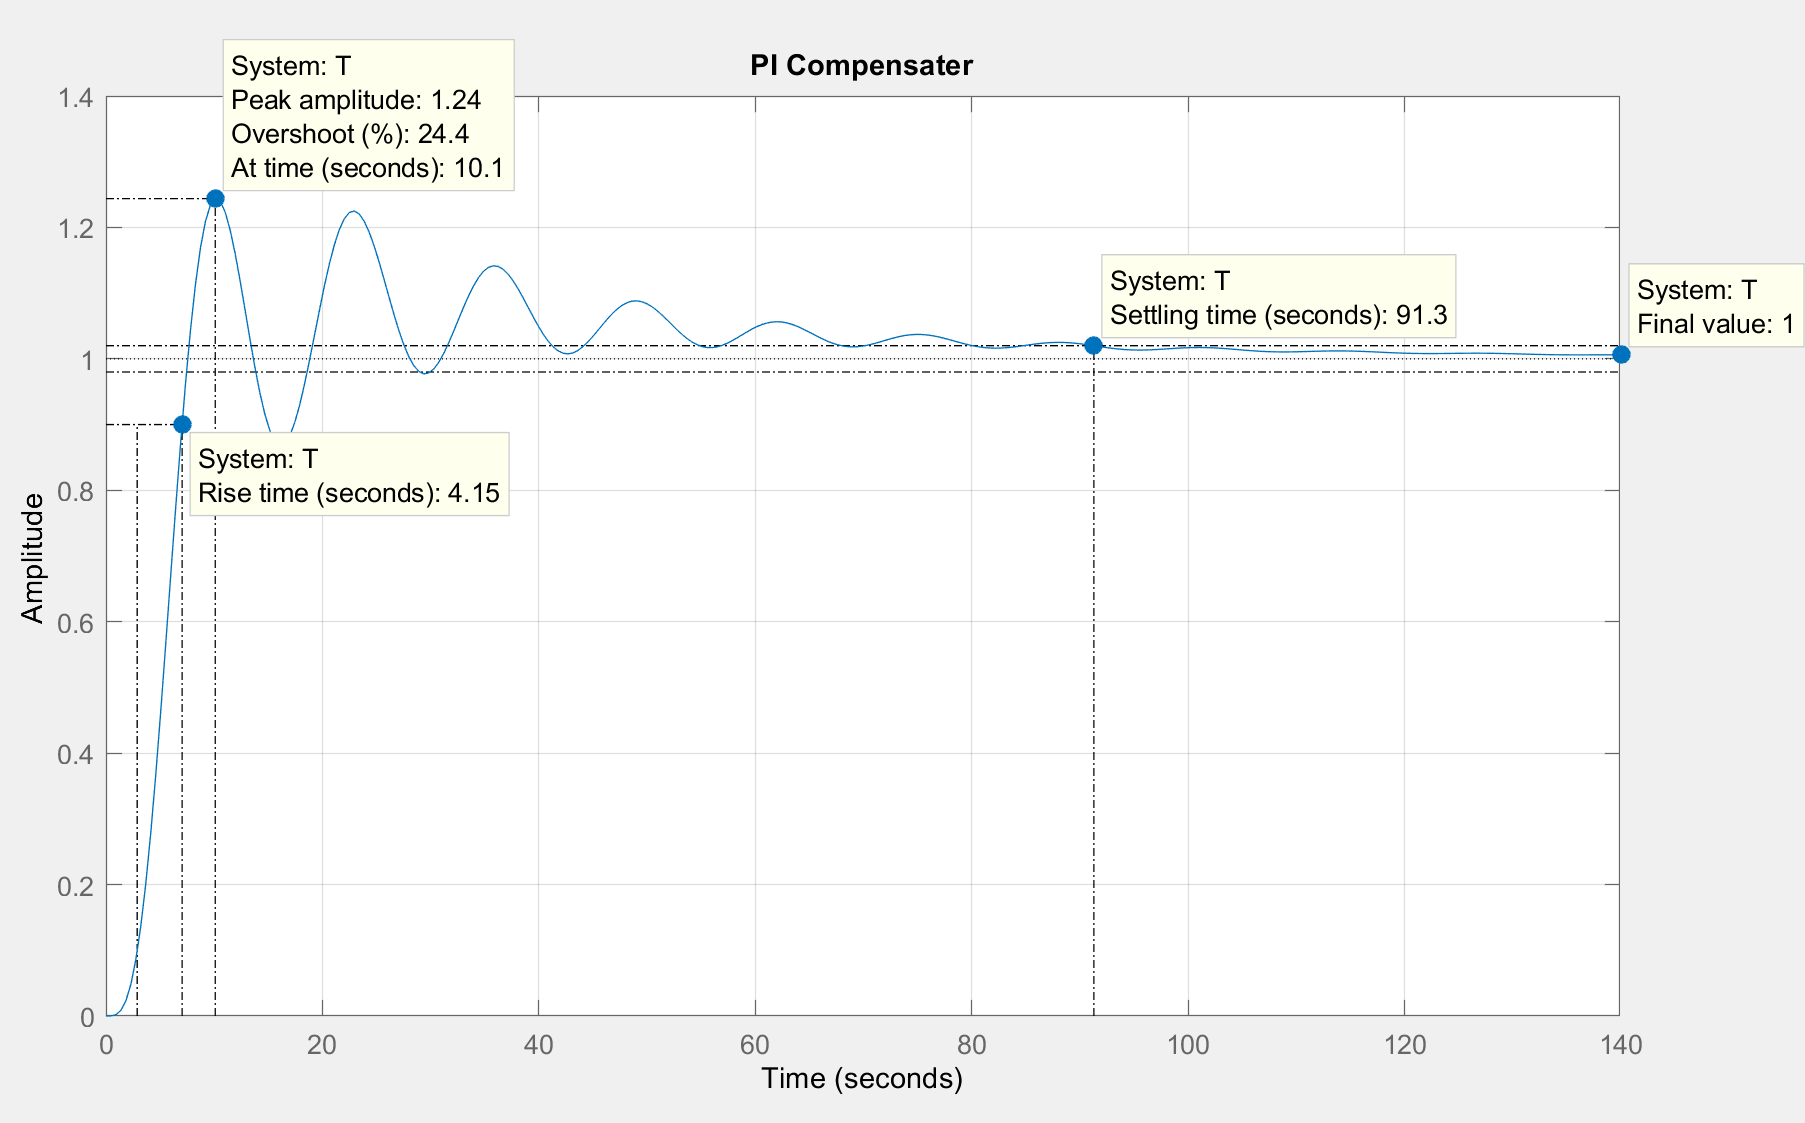 PI Compensater
System: T
Peak amplitude: 1.24
Overshoot (%): 24.4
At time (seconds): 10.1
System: T
Settling time (seconds): 91.3
System: T
Final value: 1
System: T
Rise time (seconds): 4.15
Amplitude
1.4
1.2
1
0.8
0.6
0.4
0.2
0
0 20 40 60 80 100 120 140
Time (seconds)